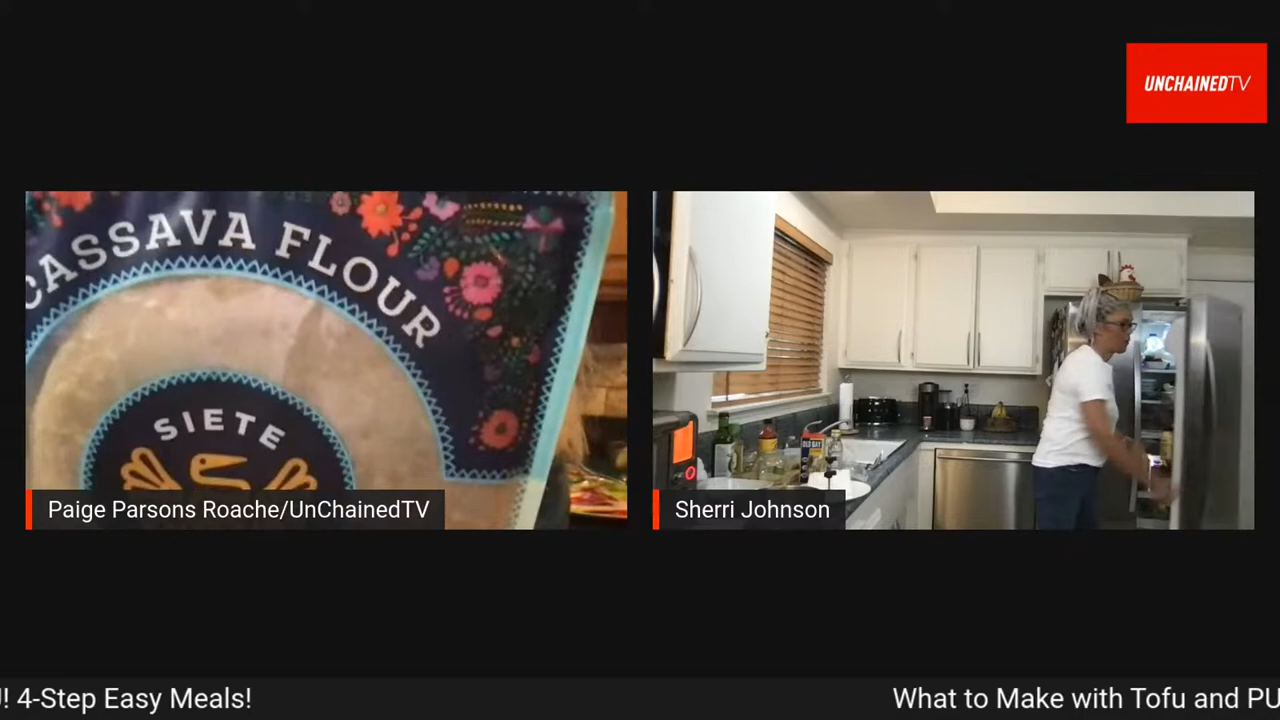 UNCHAINEDTV
CASSAVA FLOUR
SIETE
OLD BAY
Paige Parsons Roache/UnChainedTV
Sherri Johnson
! 4-Step Easy Meals!
What to Make with Tofu and PU